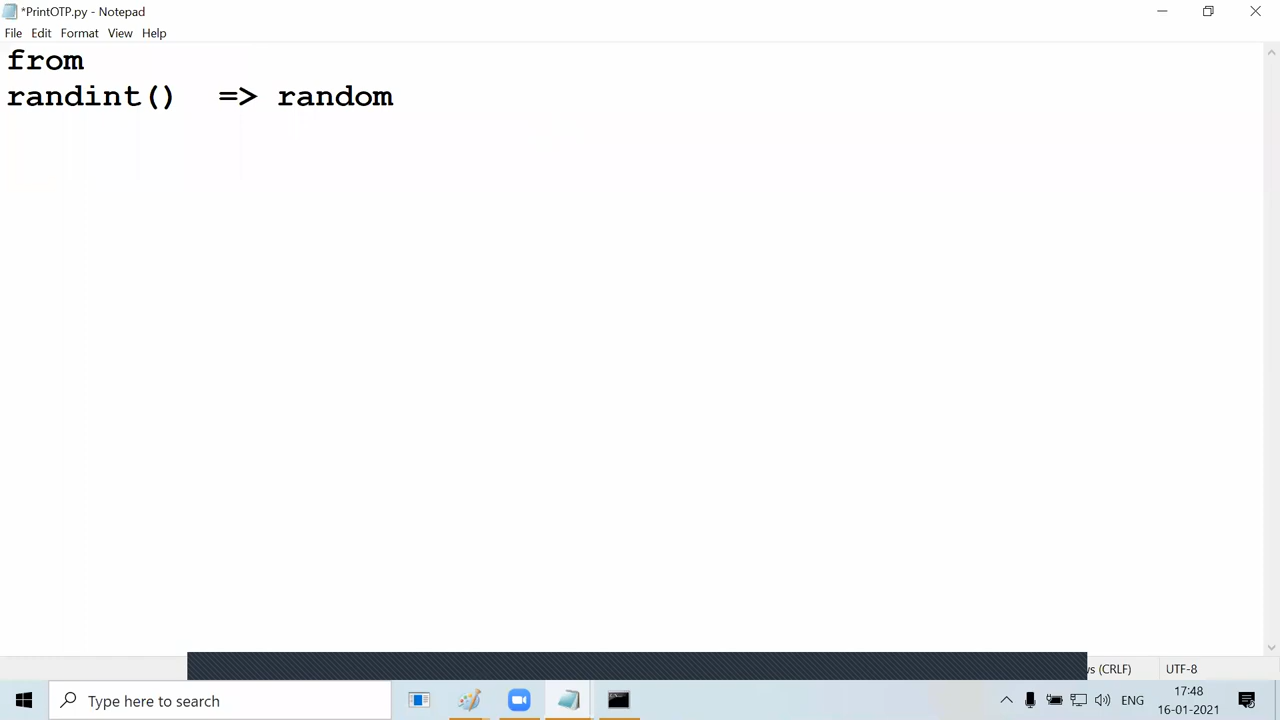 *PrintOTP.py - Notepad
File Edit Format View Help
from
randint()  => random
s (CRLF) UTF-8
Type here to search
ENG
17:48
16-01-2021